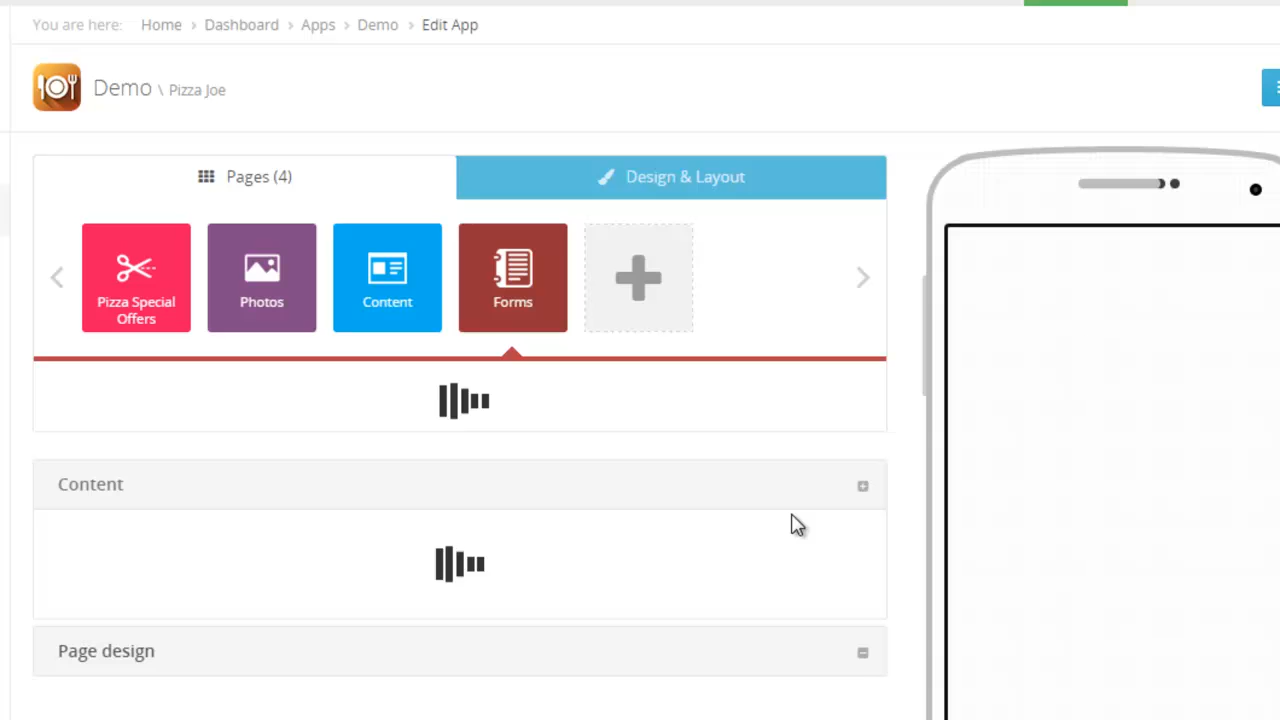 You are here: Home › Dashboard › Apps › Demo › Edit App
Demo \ Pizza Joe
Pages (4)
Design & Layout
Pizza Special
Offers
Photos
Content
Forms
Content
Page design